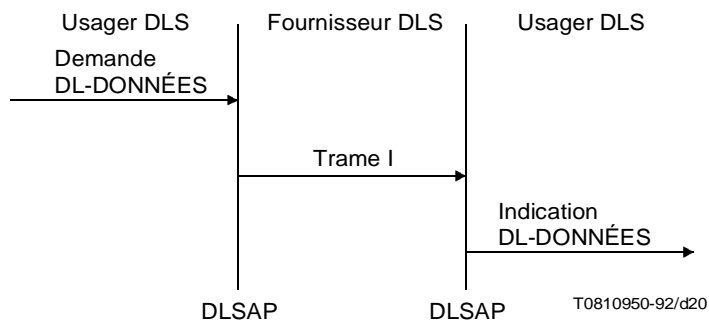 Usager DLS
Fournisseur DLS
Usager DLS
Demande
DL-DONNÉES
Trame I
Indication
DL-DONNÉES
DLSAP
DLSAP
T0810950-92/d20